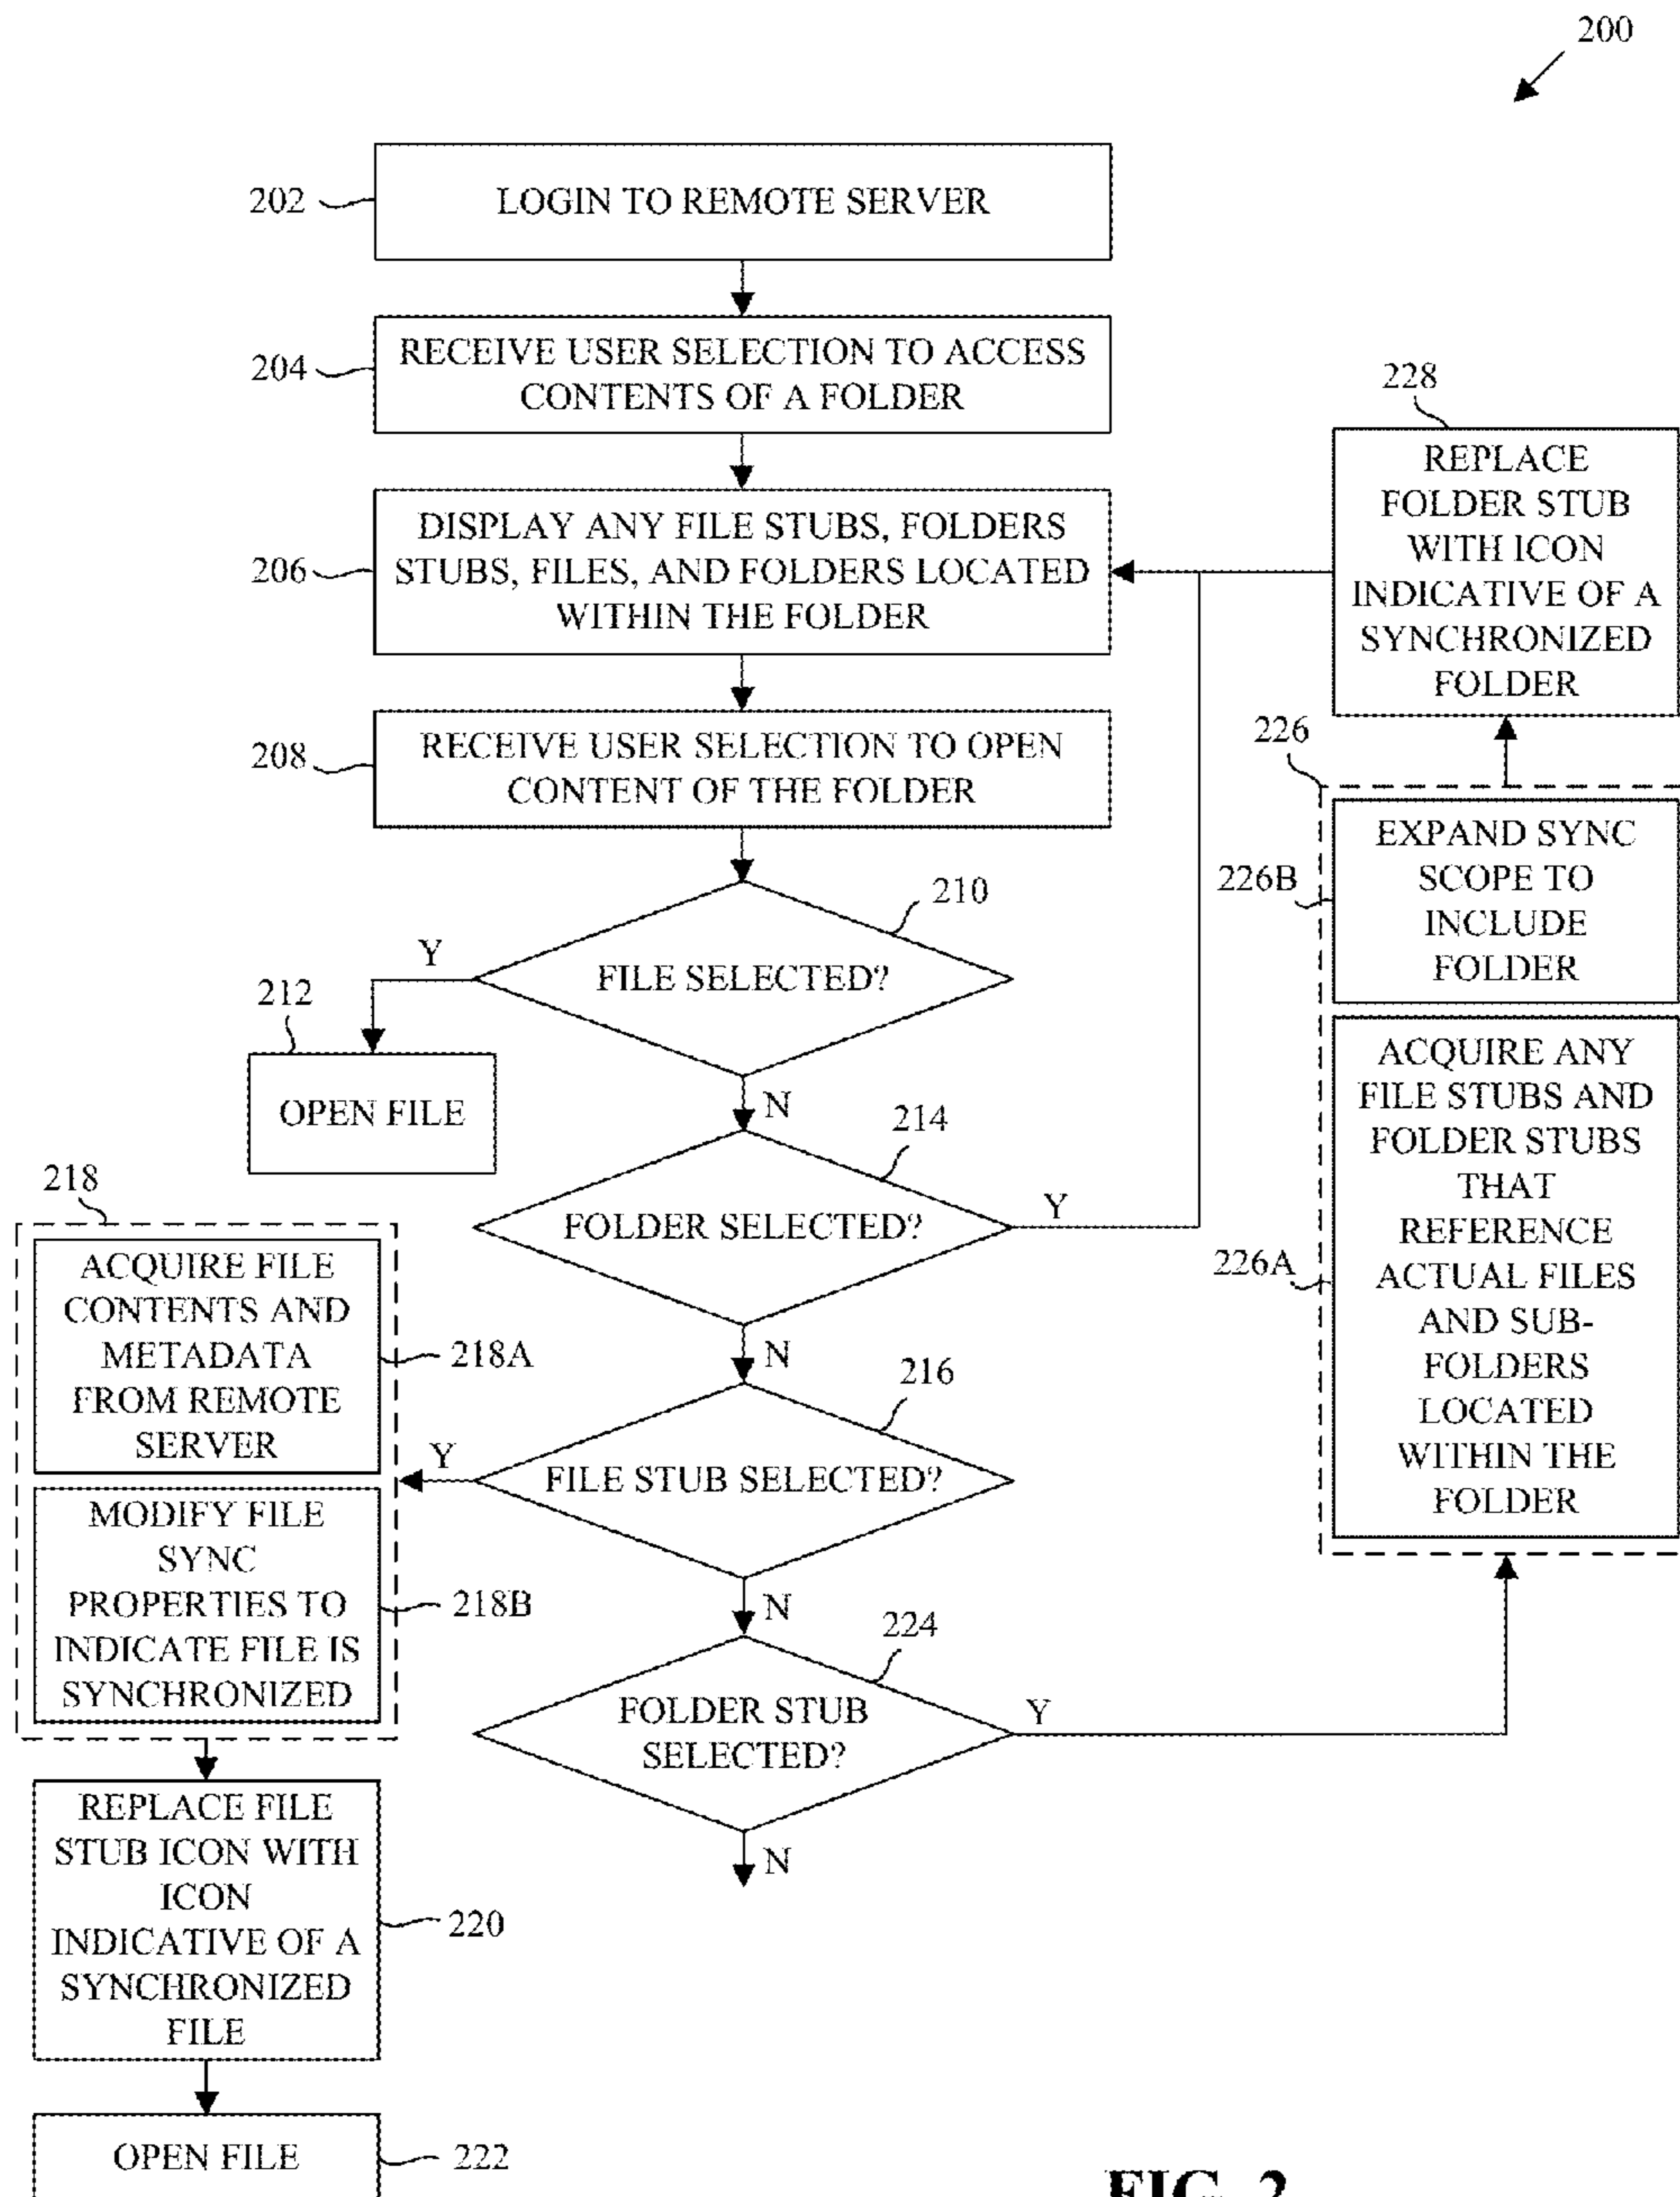 200
202
LOGIN TO REMOTE SERVER
204
RECEIVE USER SELECTION TO ACCESS
CONTENTS OF A FOLDER
206
DISPLAY ANY FILE STUBS, FOLDERS
STUBS, FILES, AND FOLDERS LOCATED
WITHIN THE FOLDER
208
RECEIVE USER SELECTION TO OPEN
CONTENT OF THE FOLDER
210
FILE SELECTED?
Y
N
212
OPEN FILE
214
FOLDER SELECTED?
Y
N
216
FILE STUB SELECTED?
Y
N
218
ACQUIRE FILE
CONTENTS AND
METADATA
FROM REMOTE
SERVER
218A
MODIFY FILE
SYNC
PROPERTIES TO
INDICATE FILE IS
SYNCHRONIZED
218B
REPLACE FILE
STUB ICON WITH
ICON
INDICATIVE OF A
SYNCHRONIZED
FILE
220
OPEN FILE
222
224
FOLDER STUB
SELECTED?
Y
N
228
REPLACE
FOLDER STUB
WITH ICON
INDICATIVE OF A
SYNCHRONIZED
FOLDER
226
226B
EXPAND SYNC
SCOPE TO
INCLUDE
FOLDER
226A
ACQUIRE ANY
FILE STUBS AND
FOLDER STUBS
THAT
REFERENCE
ACTUAL FILES
AND SUB-
FOLDERS
LOCATED
WITHIN THE
FOLDER
FIG. 2